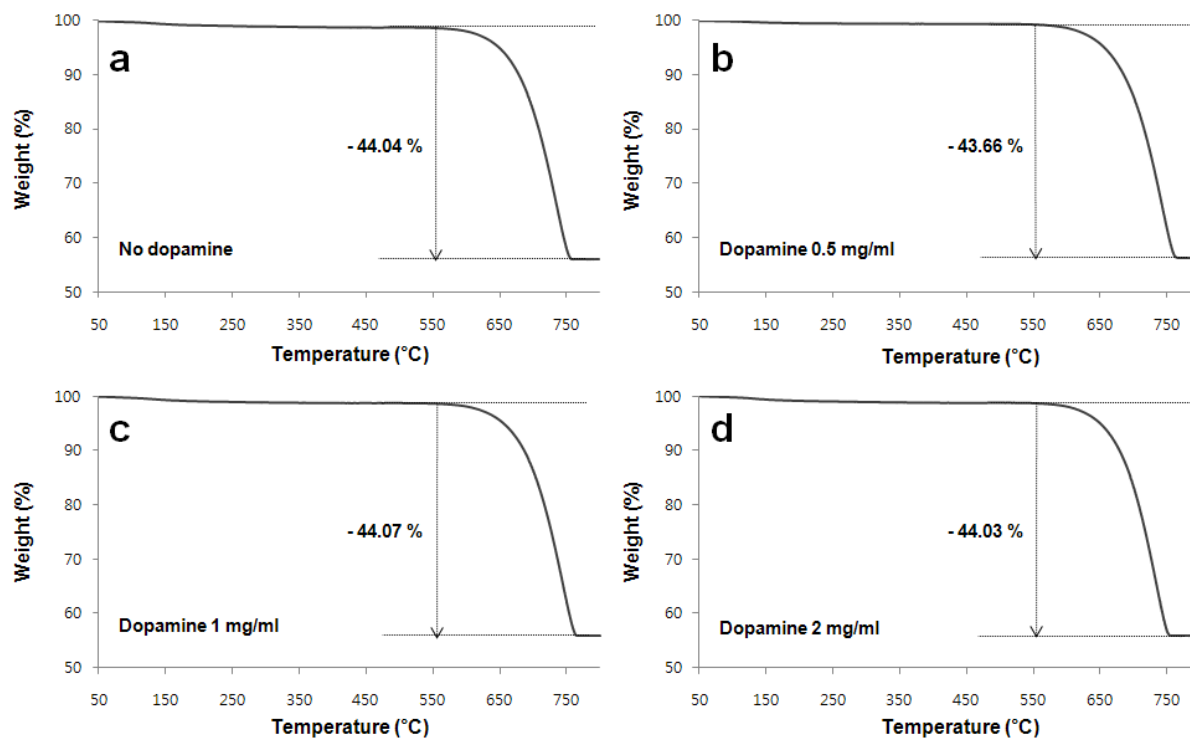 a
Weight (%)
100
90
80
70
60
50
- 44.04 %
No dopamine
50 150 250 350 450 550 650 750
Temperature (°C)
b
Weight (%)
100
90
80
70
60
50
- 43.66 %
Dopamine 0.5 mg/ml
50 150 250 350 450 550 650 750
Temperature (°C)
c
Weight (%)
100
90
80
70
60
50
- 44.07 %
Dopamine 1 mg/ml
50 150 250 350 450 550 650 750
Temperature (°C)
d
Weight (%)
100
90
80
70
60
50
- 44.03 %
Dopamine 2 mg/ml
50 150 250 350 450 550 650 750
Temperature (°C)